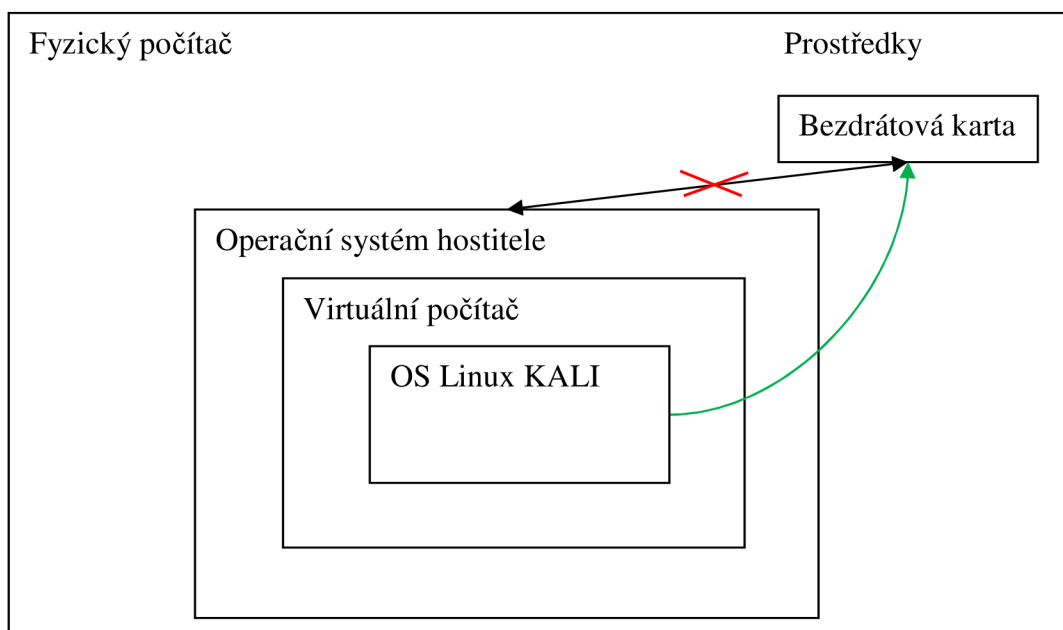 Fyzický počítač
Prostředky
Bezdrátová karta
Operační systém hostitele
Virtuální počítač
OS Linux KALI